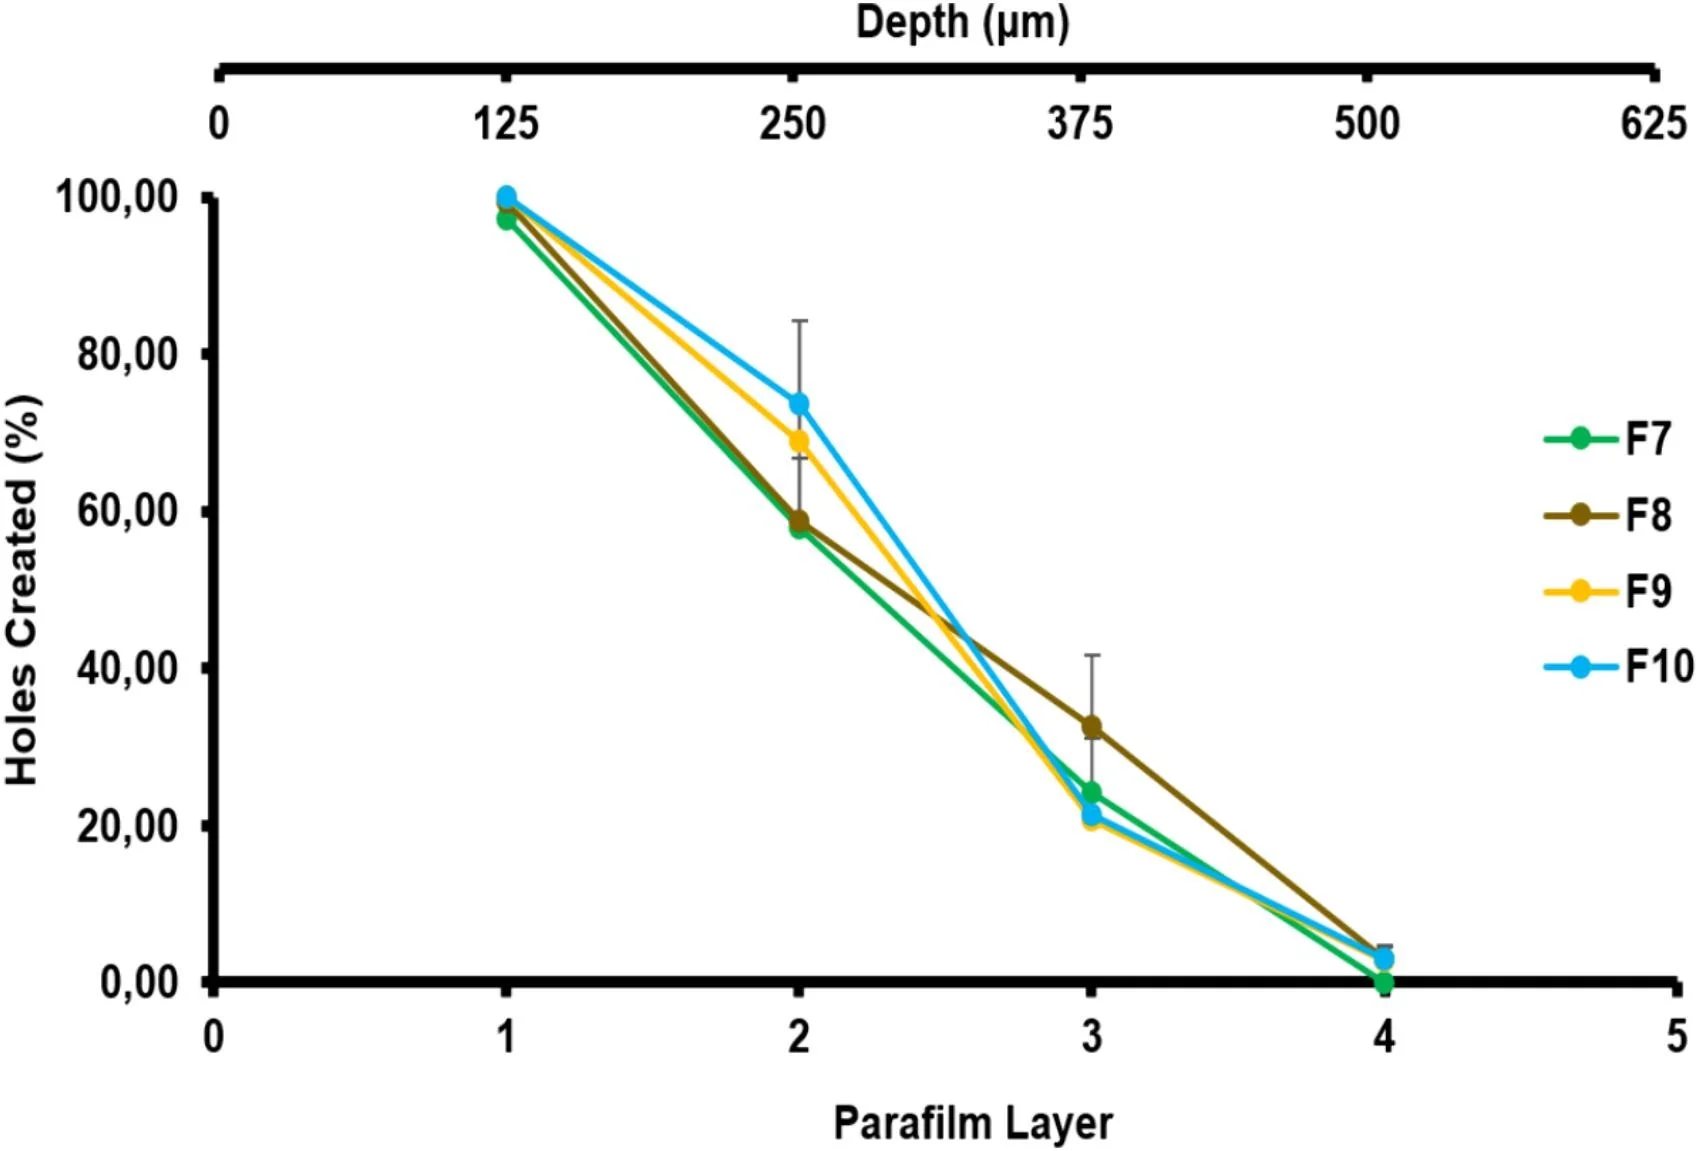 Depth (µm)
0 125 250 375 500 625
100,00
80,00
60,00
40,00
20,00
0,00
Holes Created (%)
F7
F8
F9
F10
0 1 2 3 4 5
Parafilm Layer